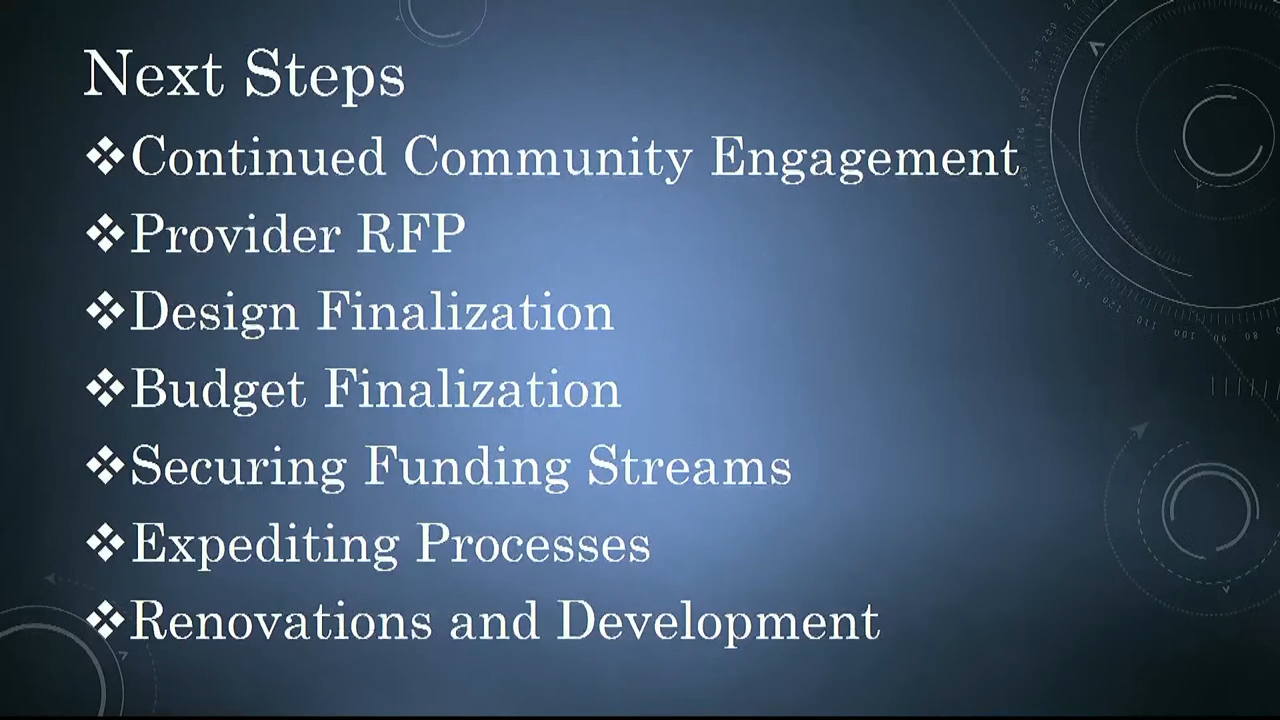 Next Steps
❖Continued Community Engagement
❖Provider RFP
❖Design Finalization
❖Budget Finalization
❖Securing Funding Streams
❖Expediting Processes
❖Renovations and Development